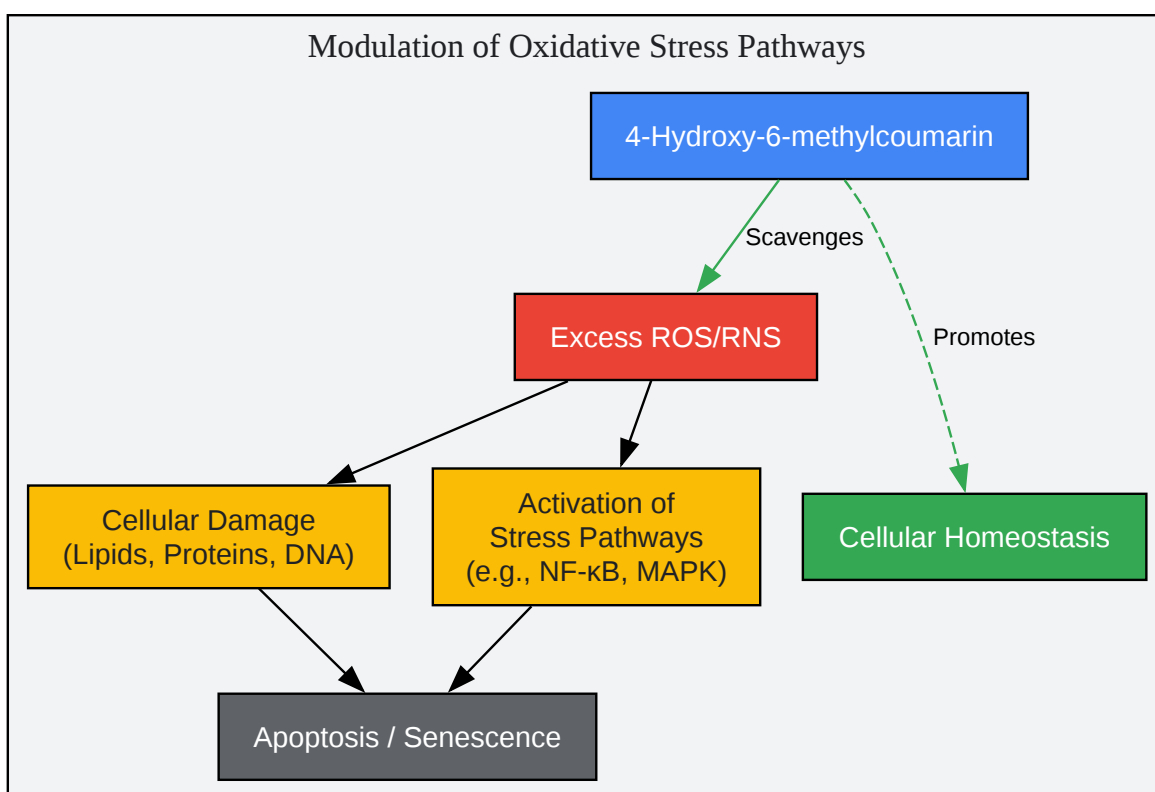 Modulation of Oxidative Stress Pathways
4-Hydroxy-6-methylcoumarin
Scavenges
Excess ROS/RNS
Promotes
Cellular Damage
(Lipids, Proteins, DNA)
Activation of
Stress Pathways
(e.g., NF-κB, MAPK)
Cellular Homeostasis
Apoptosis / Senescence